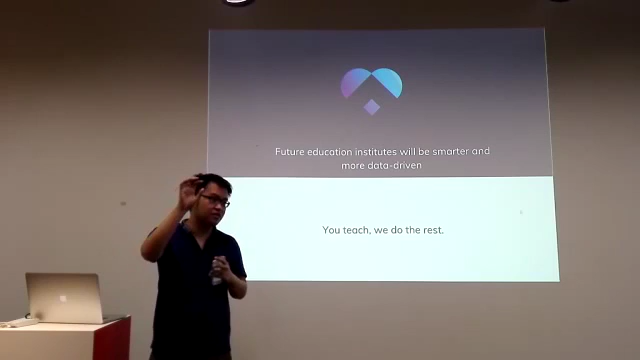 Future education institutes will be smarter and
more data-driven
You teach, we do the rest.